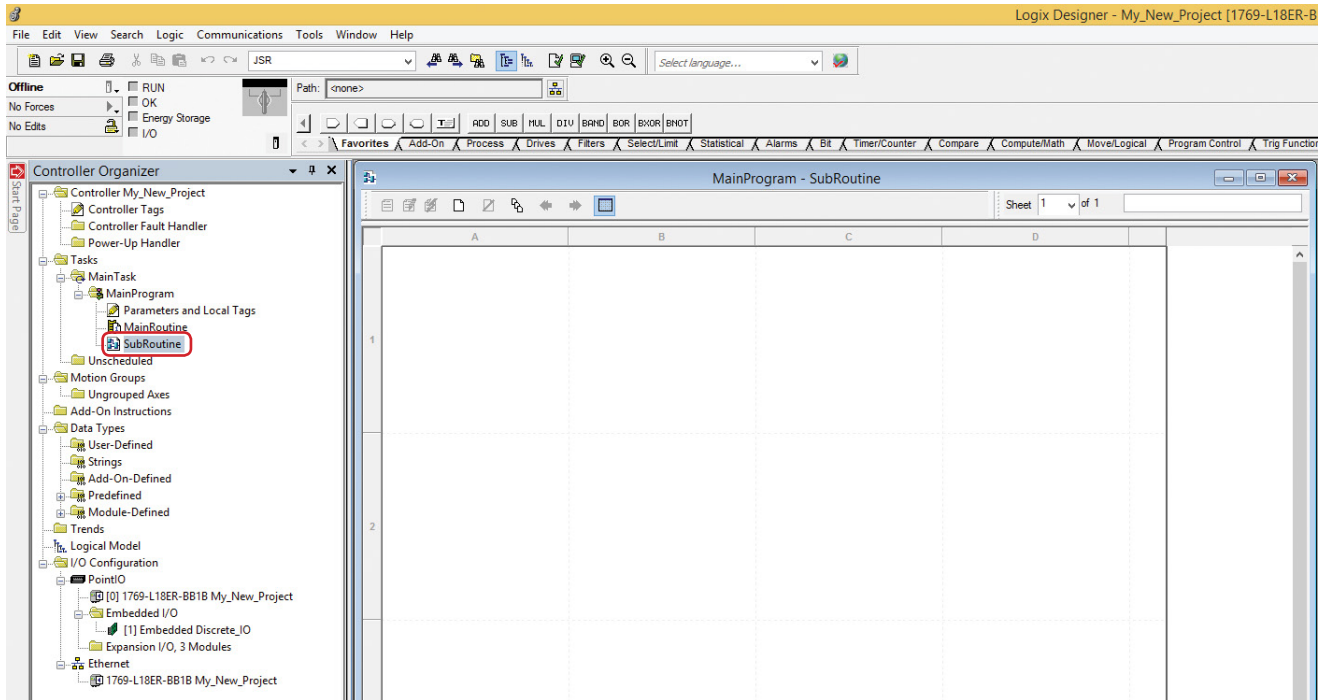 Logix Designer - My_New_Project [1769-L18ER-B
File Edit View Search Logic Communications Tools Window Help
JSR
Select language...
Offline
RUN
Path: <none>
No Forces
OK
Energy Storage
No Edits
I/O
ADD SUB MUL DIV BAND BOR BXOR BNOT
Favorites Add-On Process Drives Filters Select/Limit Statistical Alarms Bit Timer/Counter Compare Compute/Math Move/Logical Program Control Trig Function
Start Page
Controller Organizer
Controller My_New_Project
Controller Tags
Controller Fault Handler
Power-Up Handler
Tasks
MainTask
MainProgram
Parameters and Local Tags
MainRoutine
SubRoutine
Unscheduled
Motion Groups
Ungrouped Axes
Add-On Instructions
Data Types
User-Defined
Strings
Add-On-Defined
Predefined
Module-Defined
Trends
Logical Model
I/O Configuration
PointIO
[0] 1769-L18ER-BB1B My_New_Project
Embedded I/O
[1] Embedded Discrete_IO
Expansion I/O, 3 Modules
Ethernet
1769-L18ER-BB1B My_New_Project
MainProgram - SubRoutine
Sheet 1 of 1
A B C D
1
2